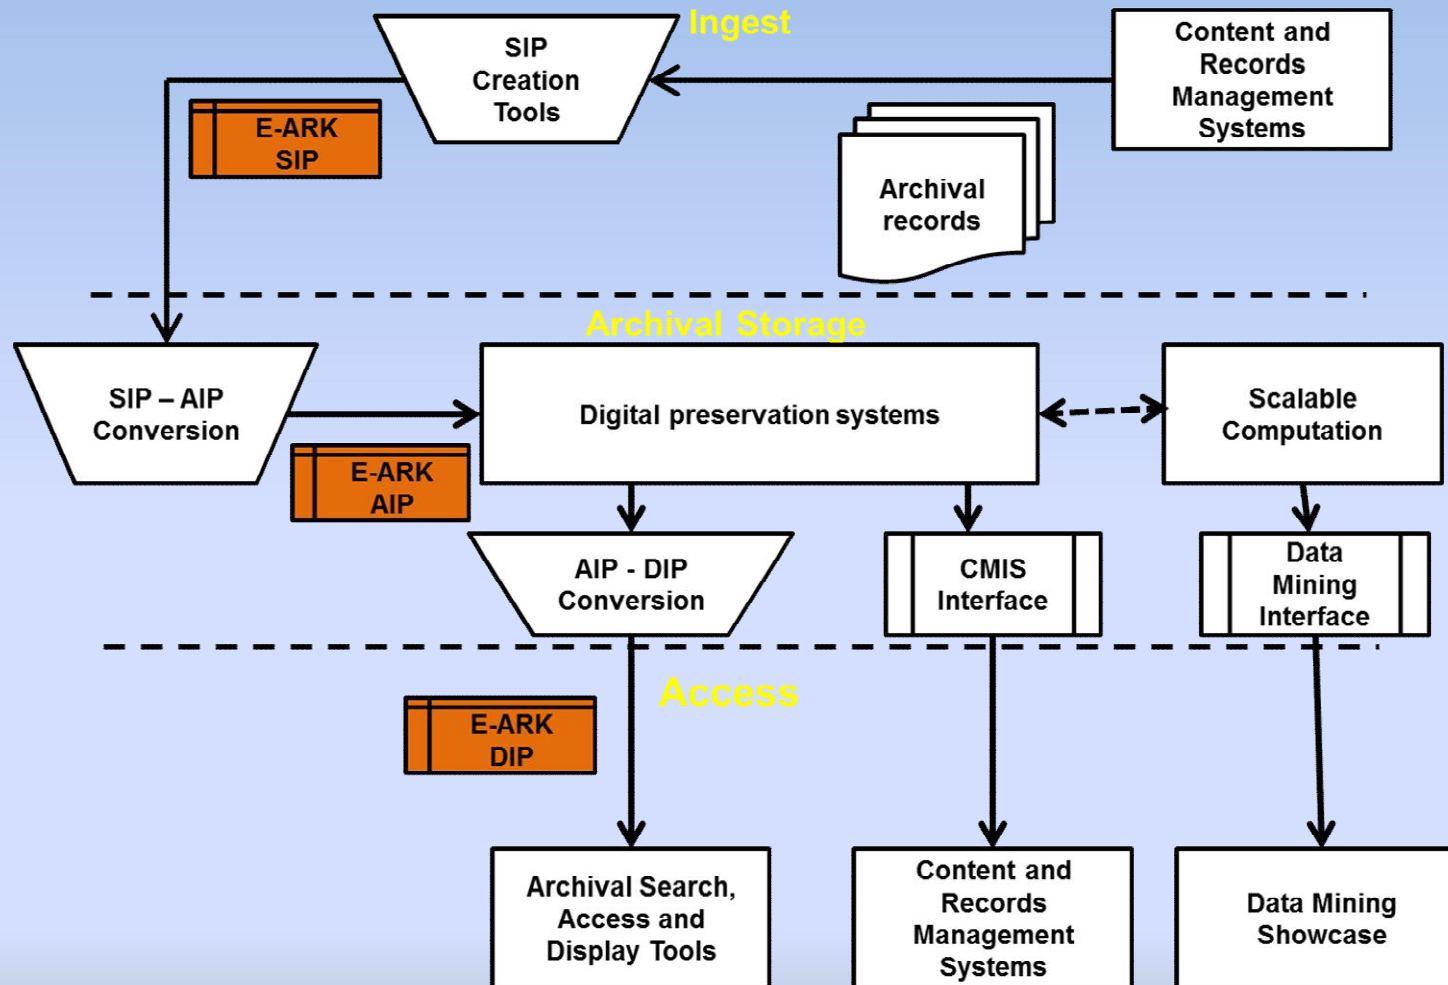 Ingest
SIP
Creation
Tools
Content and
Records
Management
Systems
E-ARK
SIP
Archival
records
Archival Storage
SIP – AIP
Conversion
Digital preservation systems
Scalable
Computation
E-ARK
AIP
AIP - DIP
Conversion
CMIS
Interface
Data
Mining
Interface
Access
E-ARK
DIP
Archival Search,
Access and
Display Tools
Content and
Records
Management
Systems
Data Mining
Showcase